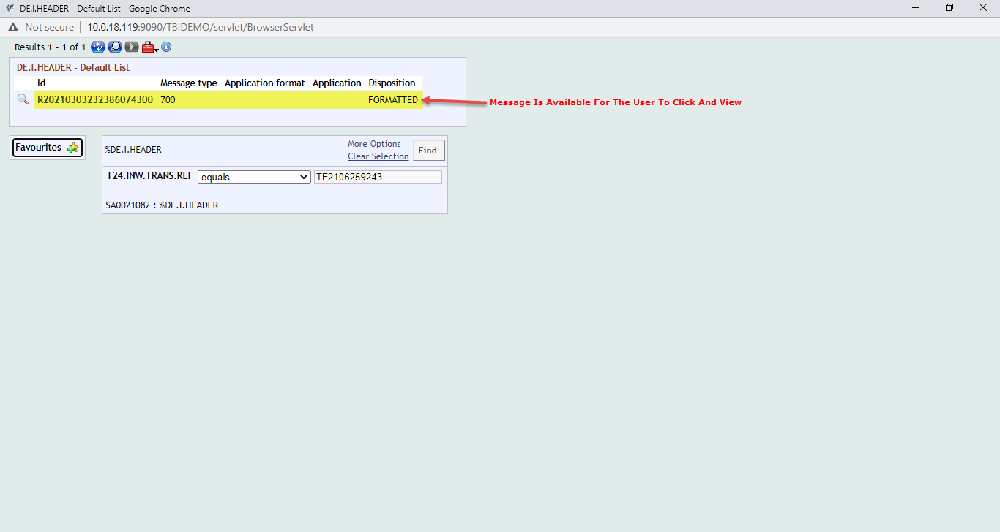 DE.I.HEADER - Default List - Google Chrome
Not secure 10.0.18.119:9090/TBIDEMO/servlet/BrowserServlet
Results 1 - 1 of 1
DE.I.HEADER - Default List
Id Message type Application format Application Disposition
R20210303232386074300 700 FORMATTED
Message Is Available For The User To Click And View
Favourites
%DE.I.HEADER
More Options
Clear Selection
Find
T24.INW.TRANS.REF equals TF2106259243
SA0021082 : %DE.I.HEADER